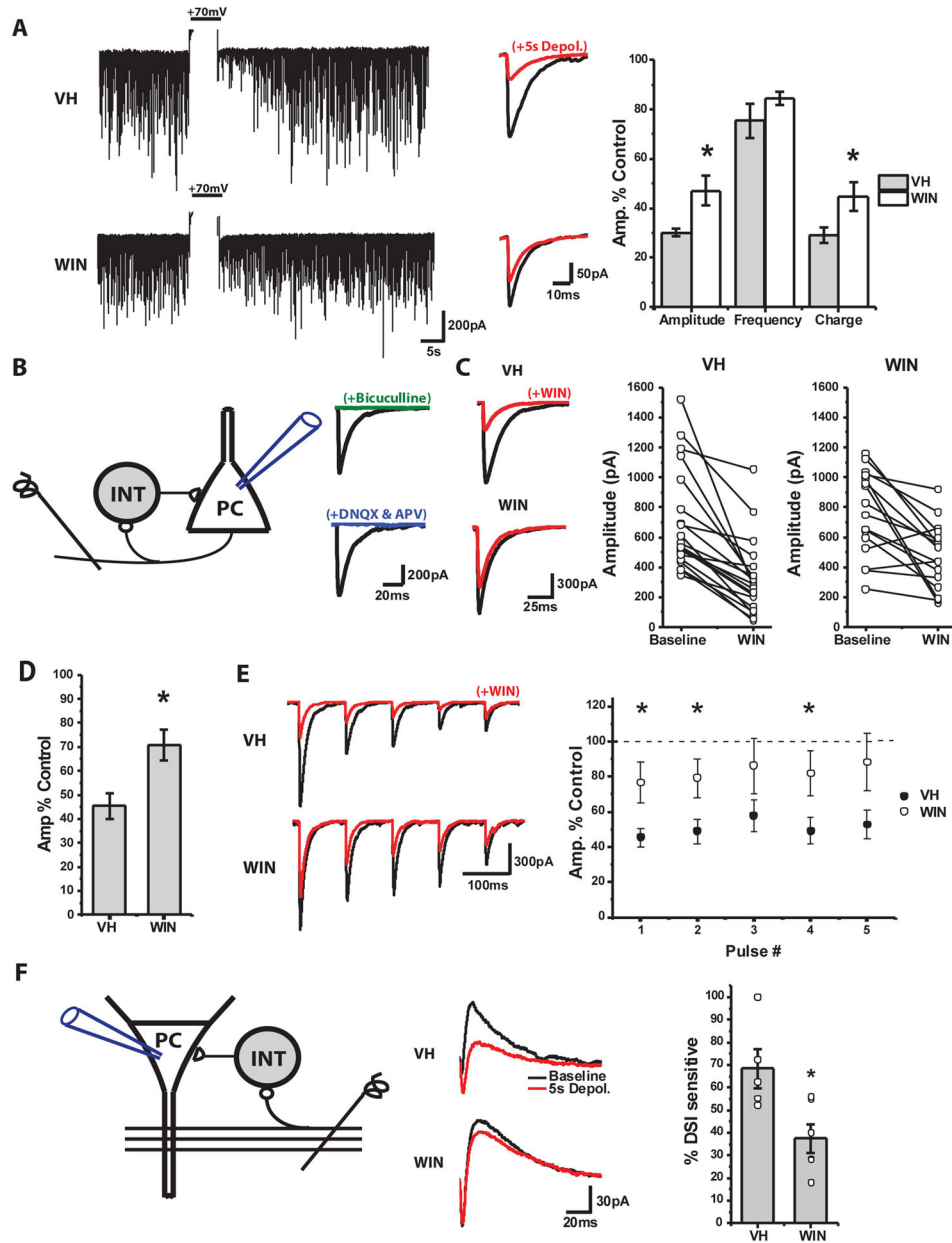 A
+70mV
VH
+70mV
WIN
200pA
5s
(+5s Depol.)
50pA
10ms
Amp. % Control
100
80
60
40
20
0
*
*
VH
WIN
Amplitude
Frequency
Charge
B
INT
PC
(+Bicuculline)
(+DNQX & APV)
200pA
20ms
C
VH
(+WIN)
WIN
300pA
25ms
VH
Amplitude (pA)
1600
1400
1200
1000
800
600
400
200
0
Baseline
WIN
WIN
Amplitude (pA)
1600
1400
1200
1000
800
600
400
200
0
Baseline
WIN
D
Amp % Control
100
90
80
70
60
50
40
30
20
10
0
*
VH
WIN
E
(+WIN)
VH
WIN
300pA
100ms
Amp. % Control
120
100
80
60
40
20
0
*
*
*
VH
WIN
1
2
3
4
5
Pulse #
F
PC
INT
VH
Baseline
5s Depol.
WIN
30pA
20ms
% DSI sensitive
100
90
80
70
60
50
40
30
20
10
0
*
VH
WIN